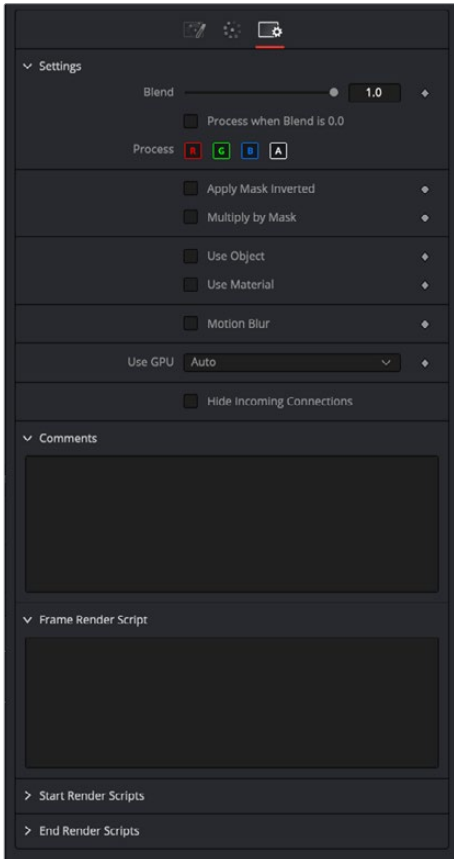 Settings
Blend 1.0
Process when Blend is 0.0
Process R G B A
Apply Mask Inverted
Multiply by Mask
Use Object
Use Material
Motion Blur
Use GPU Auto
Hide Incoming Connections
Comments
Frame Render Script
Start Render Scripts
End Render Scripts